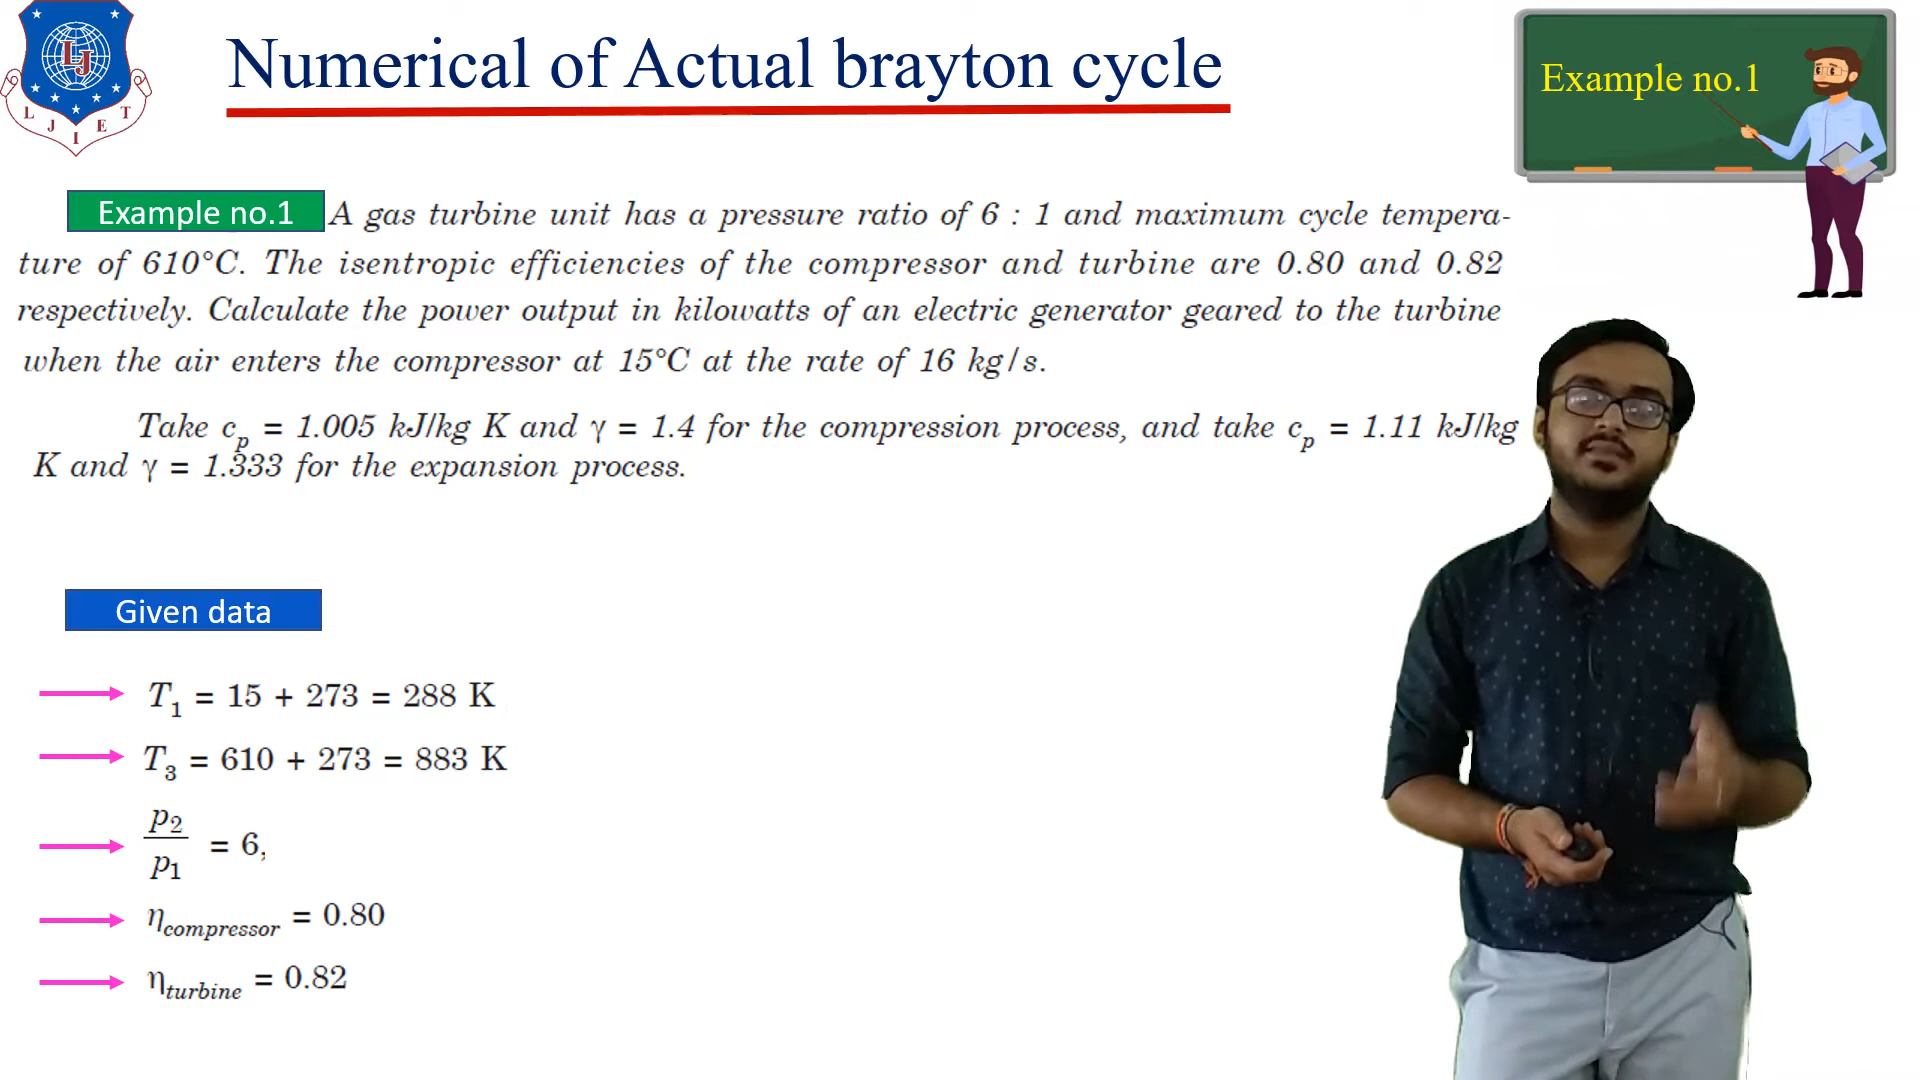 LJ
L J I E T
Numerical of Actual brayton cycle
Example no.1
Example no.1 A gas turbine unit has a pressure ratio of 6 : 1 and maximum cycle tempera-
ture of 610°C. The isentropic efficiencies of the compressor and turbine are 0.80 and 0.82
respectively. Calculate the power output in kilowatts of an electric generator geared to the turbine
when the air enters the compressor at 15°C at the rate of 16 kg/s.
Take cp = 1.005 kJ/kg K and γ = 1.4 for the compression process, and take cp = 1.11 kJ/kg
K and γ = 1.333 for the expansion process.
Given data
T1 = 15 + 273 = 288 K
T3 = 610 + 273 = 883 K
p2/p1 = 6,
ηcompressor = 0.80
ηturbine = 0.82